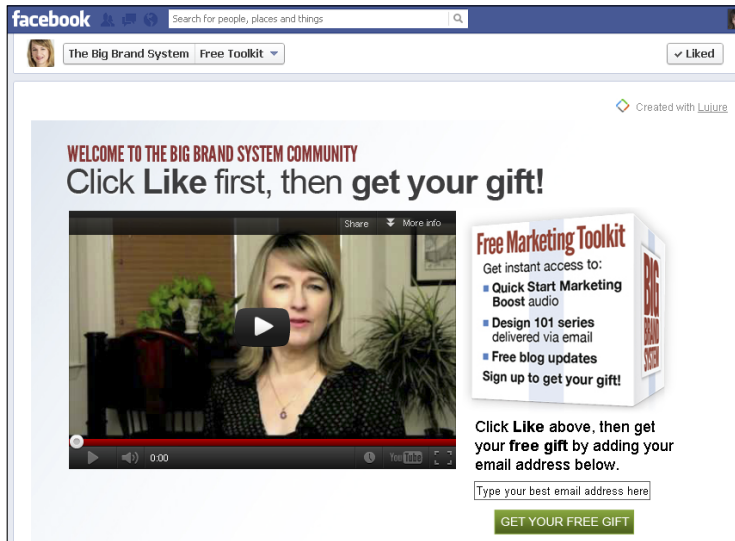 facebook
Search for people, places and things
The Big Brand System Free Toolkit
Liked
Created with Lujure
WELCOME TO THE BIG BRAND SYSTEM COMMUNITY
Click Like first, then get your gift!
Share More info
Free Marketing Toolkit
Get instant access to:
Quick Start Marketing
Boost audio
Design 101 series
delivered via email
Free blog updates
Sign up to get your gift!
BIG
BRAND
SYSTEM
Click Like above, then get
your free gift by adding your
email address below.
0:00 YouTube
Type your best email address here
GET YOUR FREE GIFT